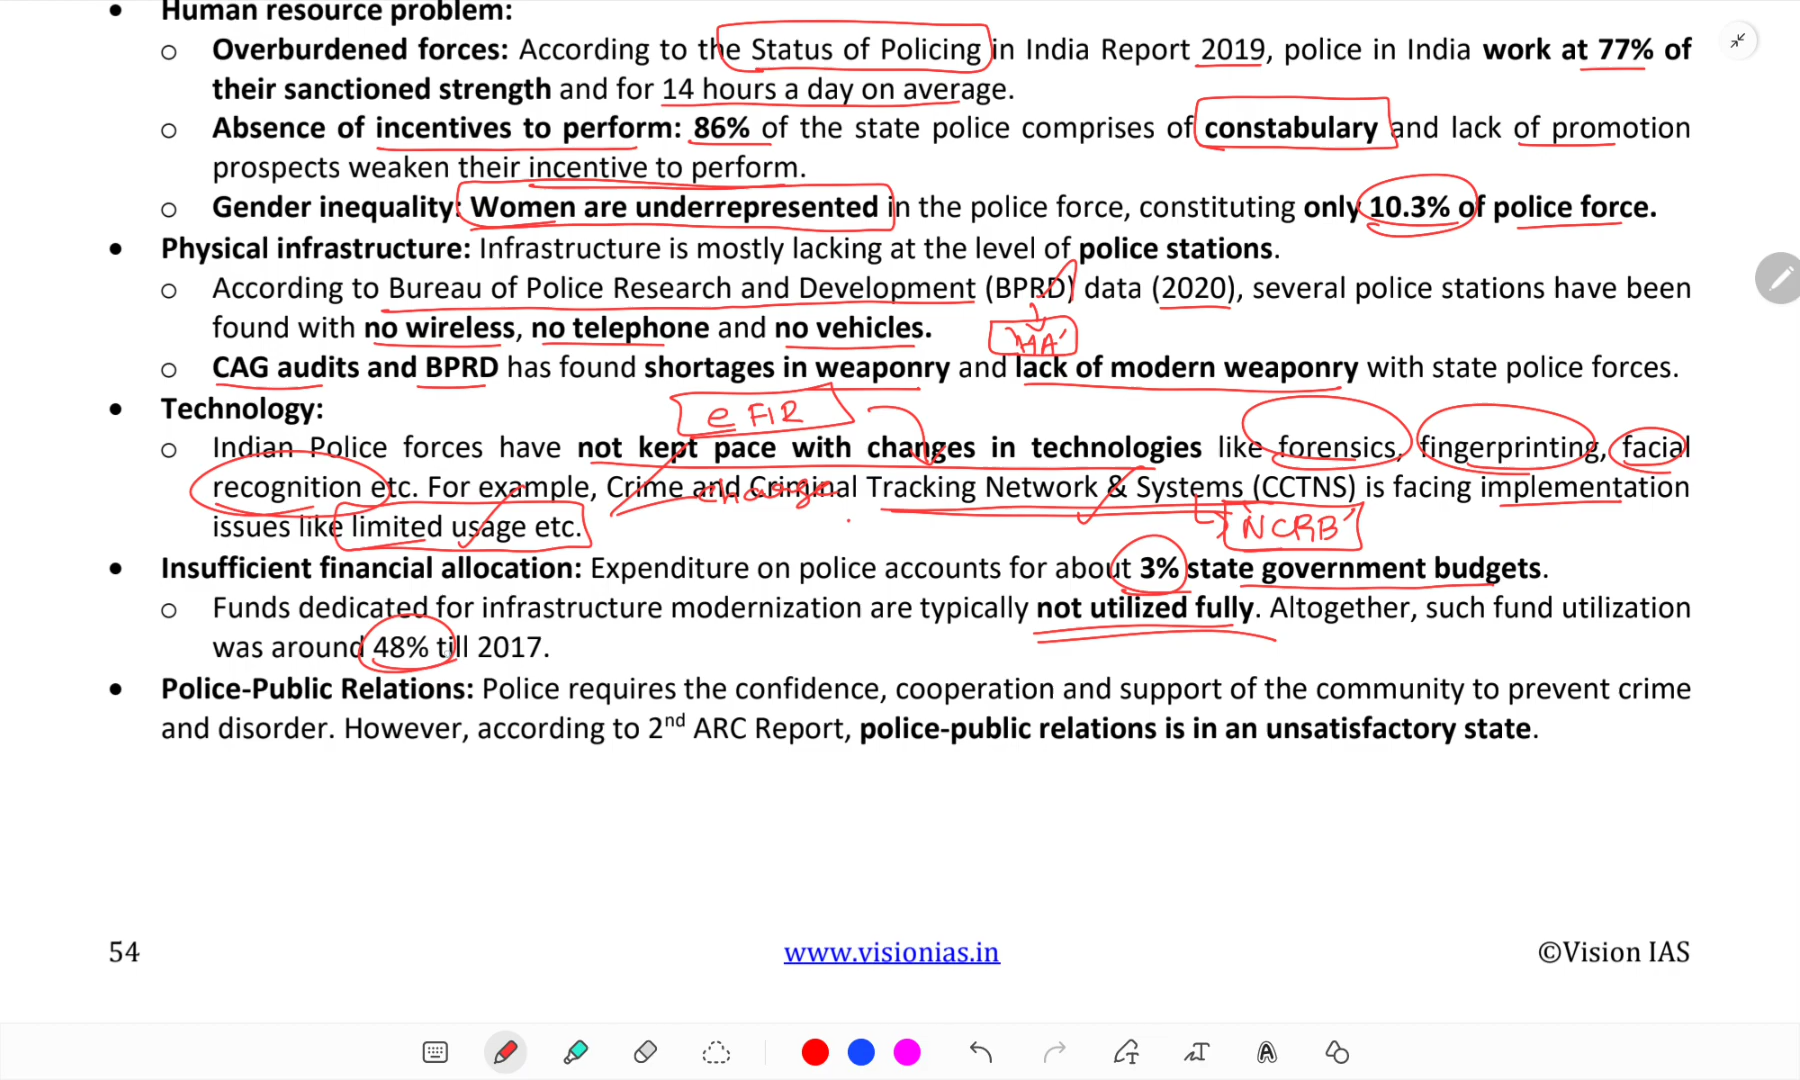 • Human resource problem:
o Overburdened forces: According to the Status of Policing in India Report 2019, police in India work at 77% of
their sanctioned strength and for 14 hours a day on average.
o Absence of incentives to perform: 86% of the state police comprises of constabulary and lack of promotion
prospects weaken their incentive to perform.
o Gender inequality: Women are underrepresented in the police force, constituting only 10.3% of police force.
• Physical infrastructure: Infrastructure is mostly lacking at the level of police stations.
o According to Bureau of Police Research and Development (BPRD) data (2020), several police stations have been
found with no wireless, no telephone and no vehicles.
o CAG audits and BPRD has found shortages in weaponry and lack of modern weaponry with state police forces.
• Technology:
e FIR
o Indian Police forces have not kept pace with changes in technologies like forensics, fingerprinting, facial
recognition etc. For example, Crime and Criminal Tracking Network & Systems (CCTNS) is facing implementation
charge
issues like limited usage etc.
NCRB'
• Insufficient financial allocation: Expenditure on police accounts for about 3% state government budgets.
o Funds dedicated for infrastructure modernization are typically not utilized fully. Altogether, such fund utilization
was around 48% till 2017.
• Police-Public Relations: Police requires the confidence, cooperation and support of the community to prevent crime
and disorder. However, according to 2nd ARC Report, police-public relations is in an unsatisfactory state.
54 www.visionias.in ©Vision IAS